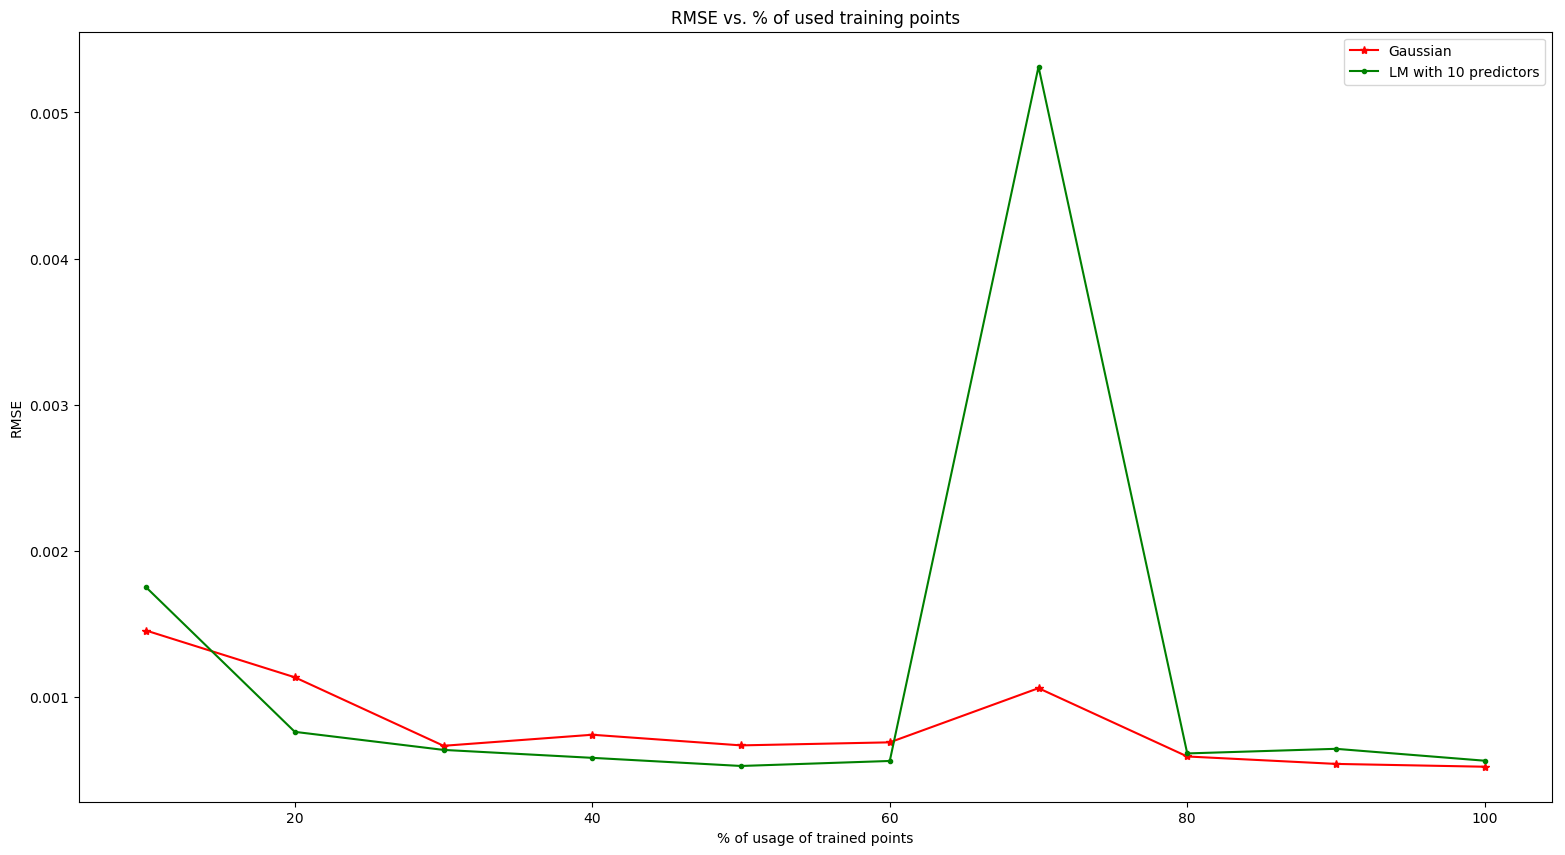 RMSE vs. % of used training points
Gaussian
LM with 10 predictors
0.005
0.004
0.003
0.002
0.001
RMSE
20
40
60
80
100
% of usage of trained points